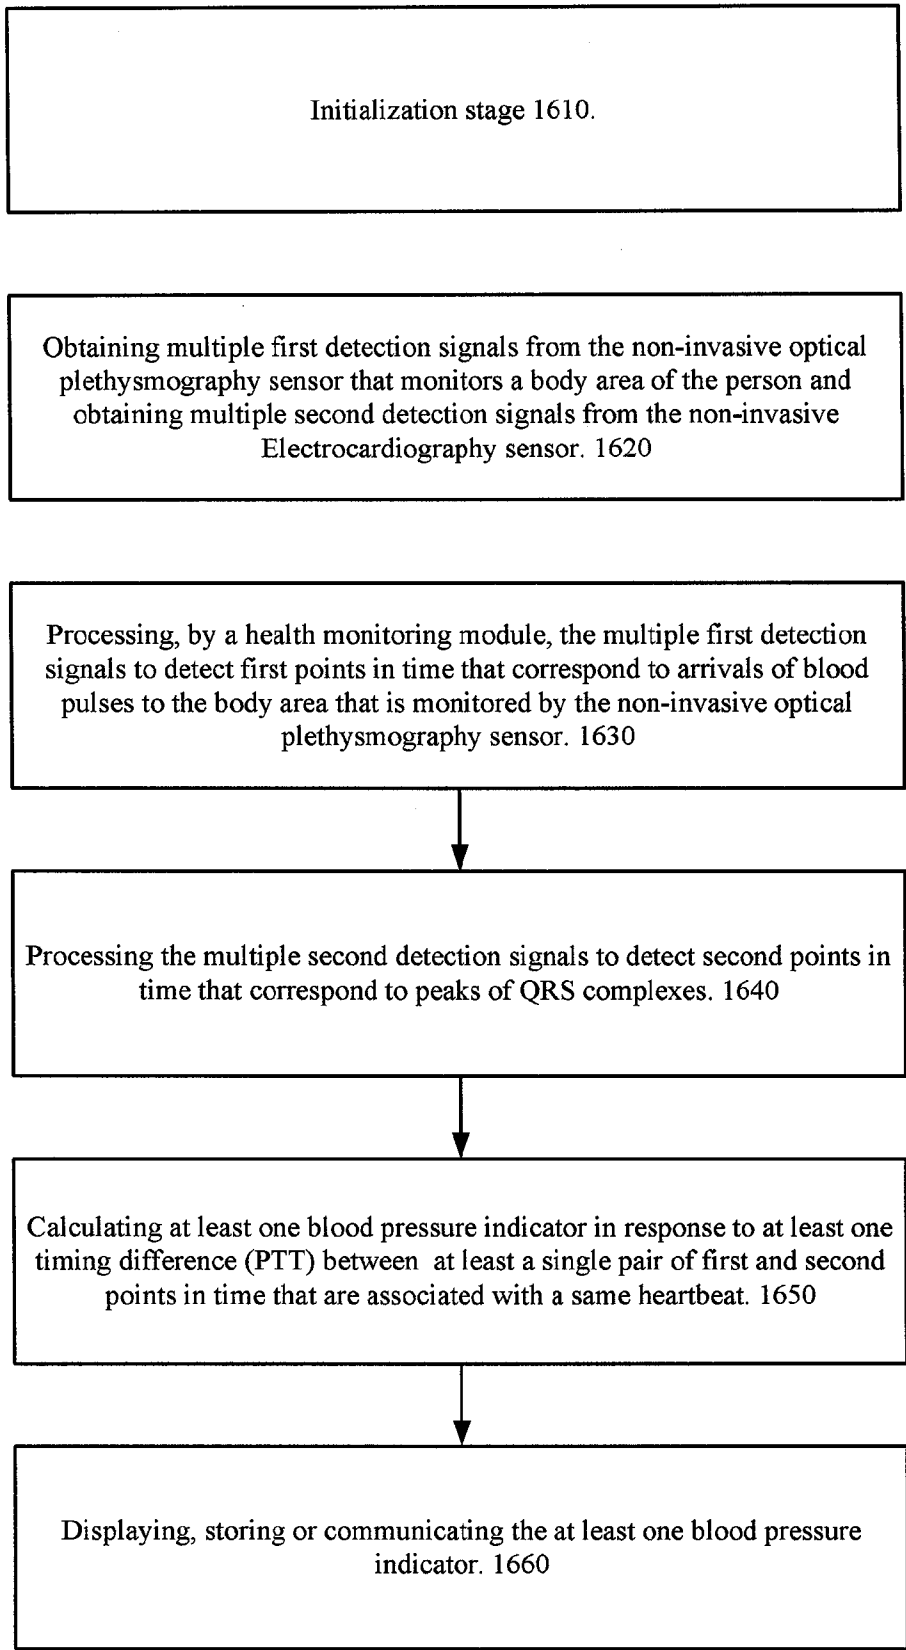 Initialization stage 1610.
Obtaining multiple first detection signals from the non-invasive optical
plethysmography sensor that monitors a body area of the person and
obtaining multiple second detection signals from the non-invasive
Electrocardiography sensor. 1620
Processing, by a health monitoring module, the multiple first detection
signals to detect first points in time that correspond to arrivals of blood
pulses to the body area that is monitored by the non-invasive optical
plethysmography sensor. 1630
Processing the multiple second detection signals to detect second points in
time that correspond to peaks of QRS complexes. 1640
Calculating at least one blood pressure indicator in response to at least one
timing difference (PTT) between at least a single pair of first and second
points in time that are associated with a same heartbeat. 1650
Displaying, storing or communicating the at least one blood pressure
indicator. 1660